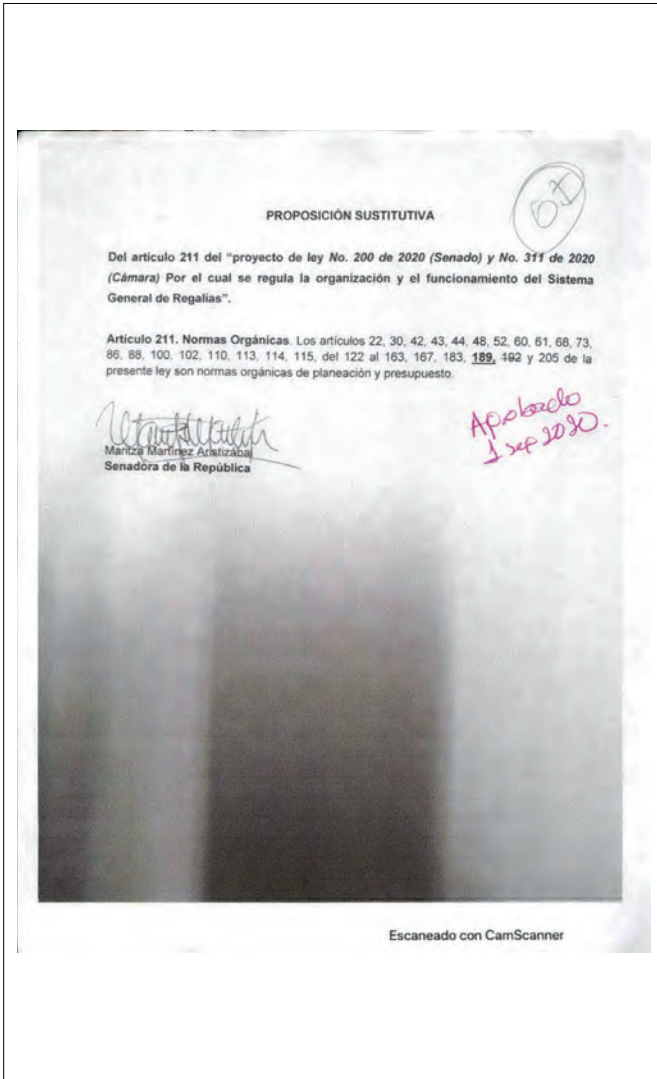 PROPOSICIÓN SUSTITUTIVA
Del artículo 211 del "proyecto de ley No. 200 de 2020 (Senado) y No. 311 de 2020
(Cámara) Por el cual se regula la organización y el funcionamiento del Sistema
General de Regalías".
Artículo 211. Normas Orgánicas. Los artículos 22, 30, 42, 43, 44, 48, 52, 60, 61, 68, 73,
86, 88, 100, 102, 110, 113, 114, 115, del 122 al 163, 167, 183, 189, 192 y 205 de la
presente ley son normas orgánicas de planeación y presupuesto.
Aprobado
1 sep 2020.
Maritza Martínez Aristizábal
Senadora de la República
Escaneado con CamScanner